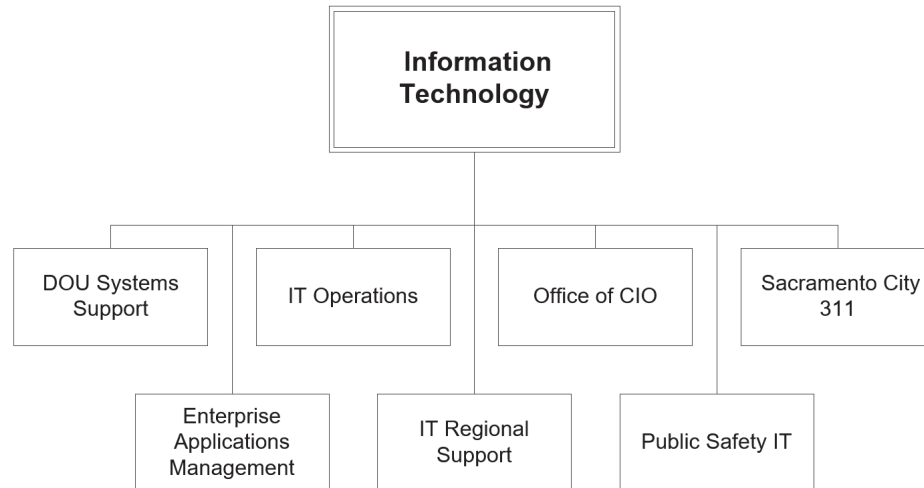 Information
Technology
DOU Systems
Support
IT Operations
Office of CIO
Sacramento City
311
Enterprise
Applications
Management
IT Regional
Support
Public Safety IT